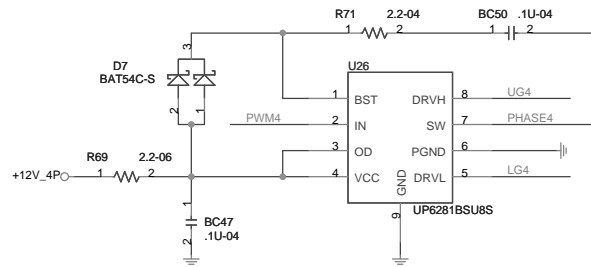 R71 2.2-04 BC50 .1U-04
1 2 1 2
3
D7
BAT54C-S
U26
2 1
1 BST DRVH 8 UG4
PWM4 2 IN SW 7 PHASE4
3 OD PGND 6
R69 2.2-06
+12V_4P 1 2 4 VCC DRVL 5 LG4
GND
UP6281BSU8S
9
1
BC47
.1U-04
2